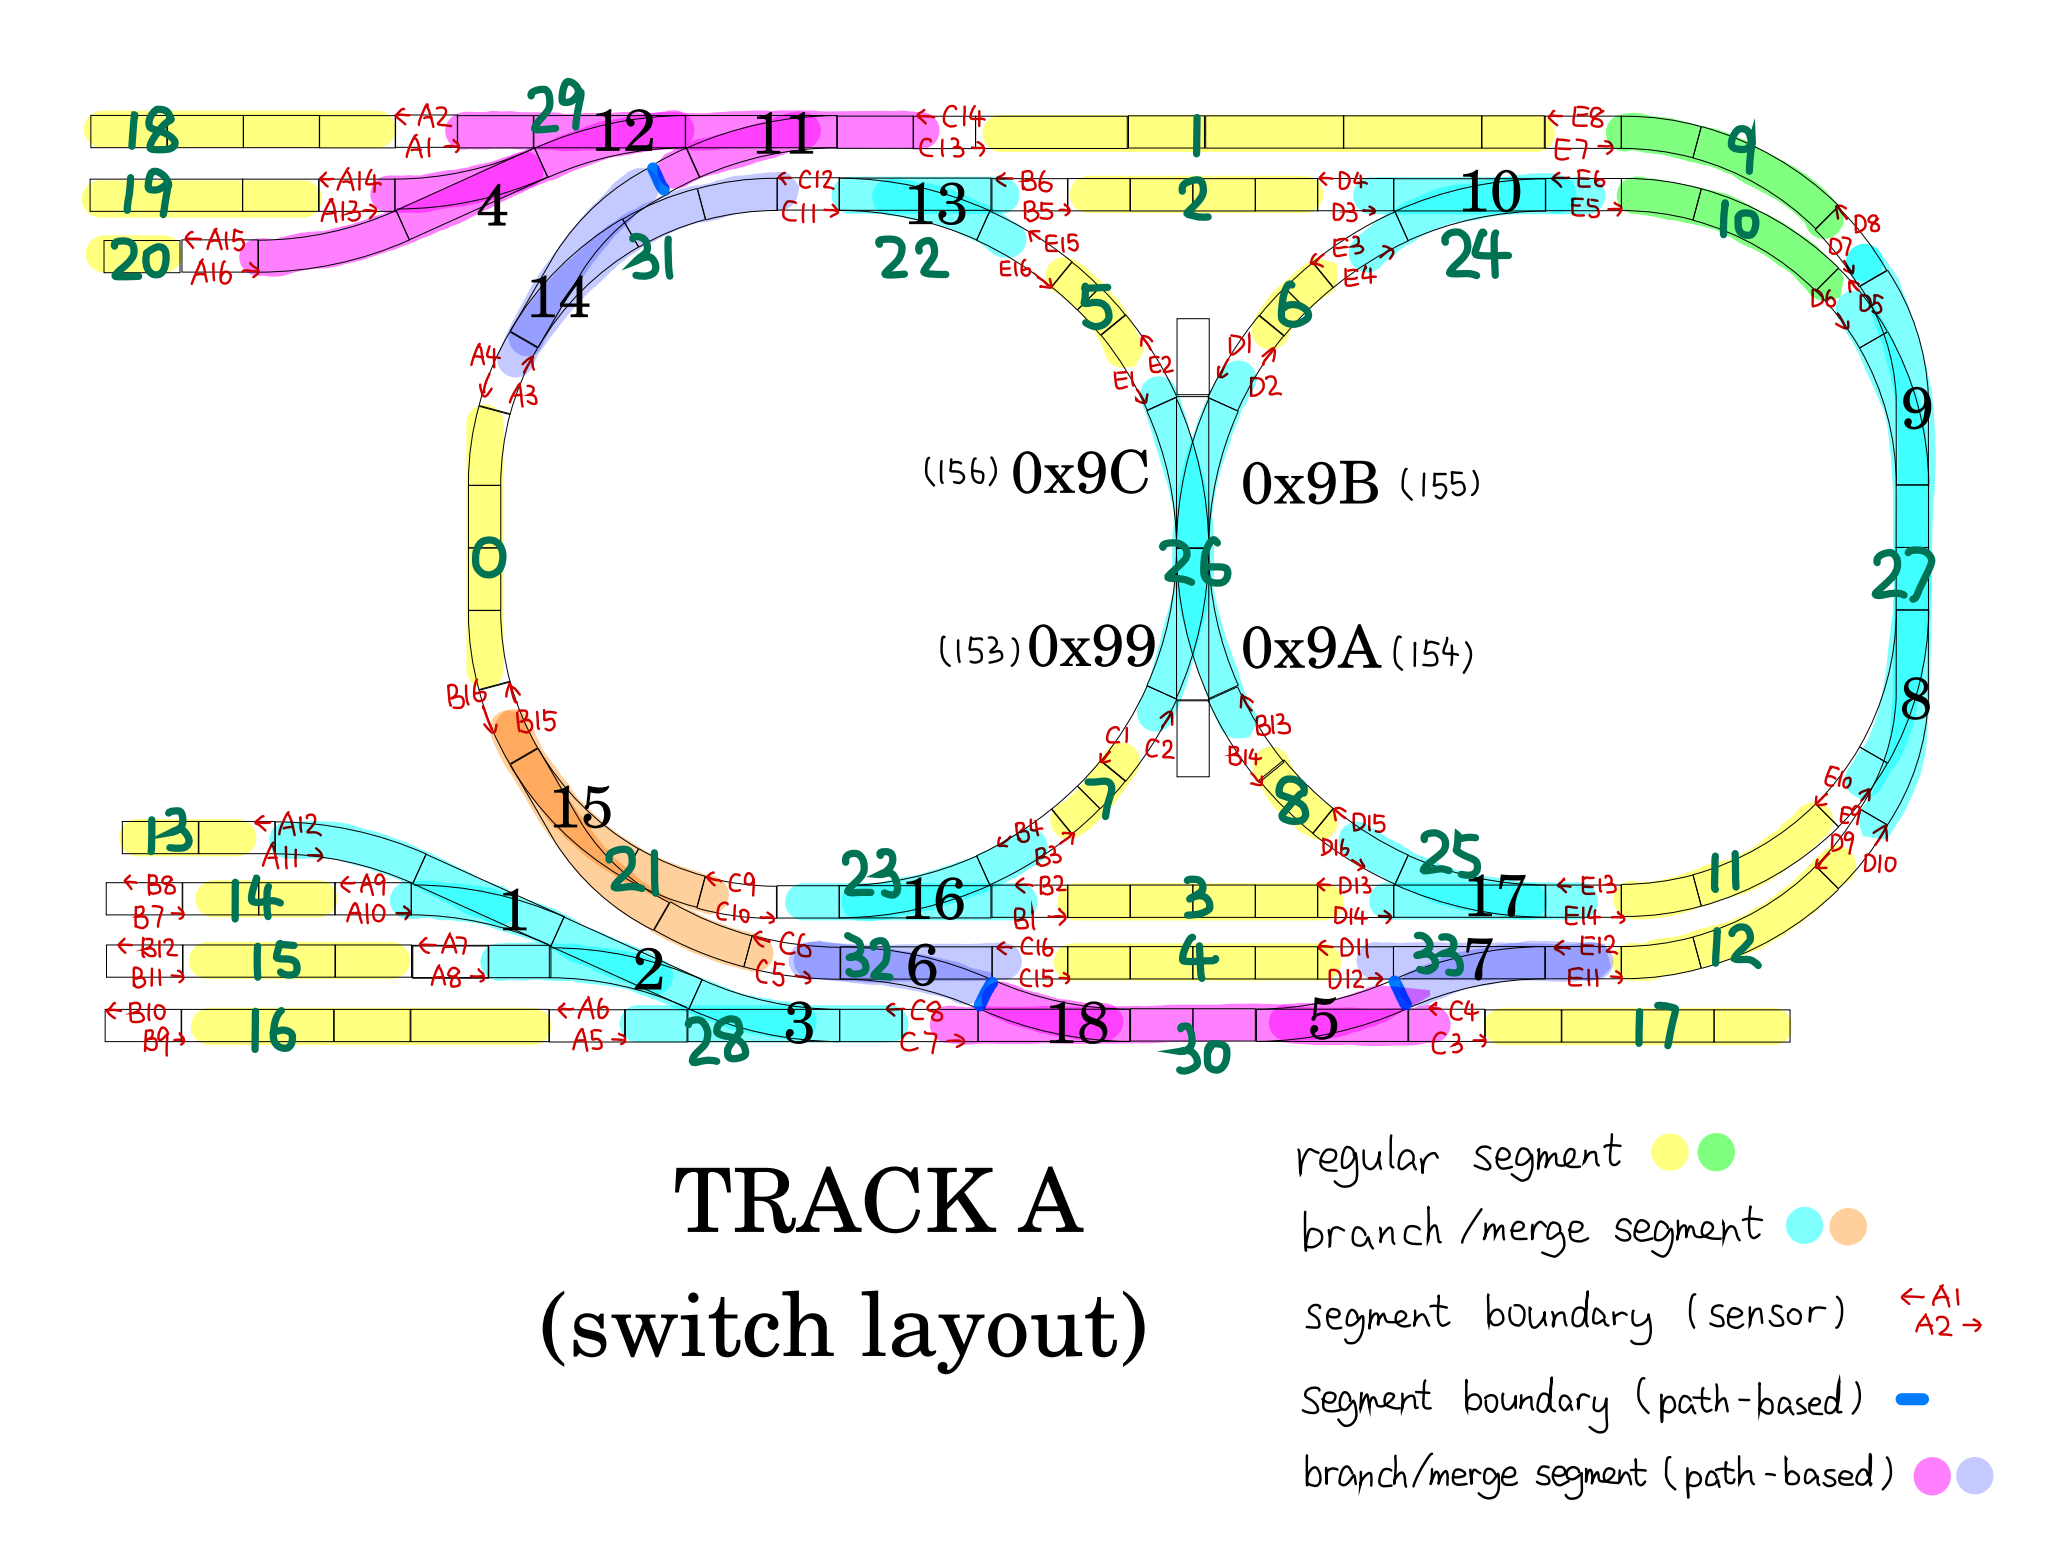 29
18 ←A2 12 11 ←C14 1 ←E8 9
A1→ C13→ E7→
19 ←A14 4 ←C12 13 ←B6 2 ←D4 10 ←E6 10
A13→ C11→ B5→ D3→ E5→ D8
20 ←A15 31 22 E15 E3 24 D7
A16→ E16 E4 D6 D5
14 5 6
A4 E2 D1
A3 E1 D2
9
(156) 0x9C 0x9B (155)
0 26 27
(153) 0x99 0x9A (154)
8
B16 B15 C1 C2 B13
B14
15 7 8 E10
13 ←A12 B4 D15 E9
A11→ 21 23 B3 D16 25 D9 D10
←B8 14 ←A9 1 C9 16 ←B2 3 ←D13 17 ←E13 11
B7→ A10→ C10→ B1→ D14→ E14→
←B12 15 ←A7 2 C6 32 6 ←C16 4 ←D11 33 7 ←E12 12
B11→ A8→ C5→ C15→ D12→ E11→
←B10 16 ←A6 28 3 ←C8 18 5 ←C4 17
B9→ A5→ C7→ 30 C3→
TRACK A
(switch layout)
regular segment
branch/merge segment
segment boundary (sensor) ←A1
A2→
segment boundary (path-based)
branch/merge segment (path-based)